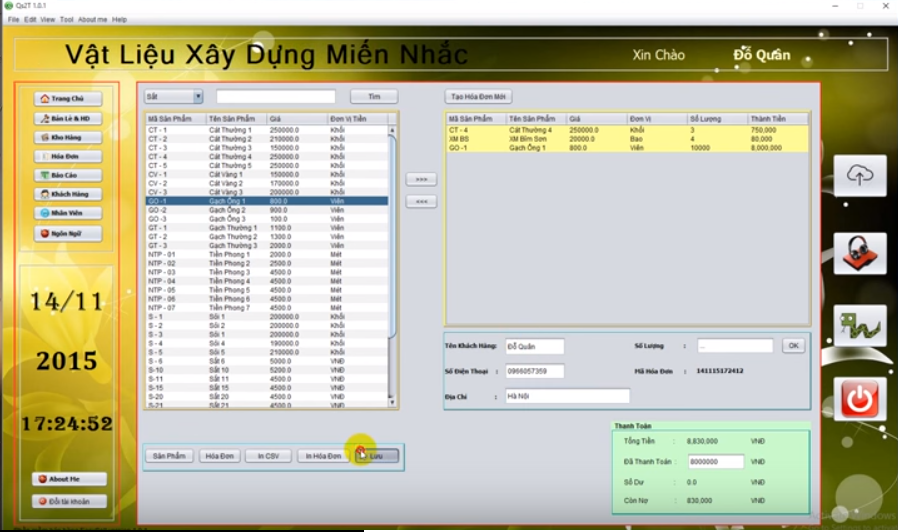 Qs2T 1.0.1
File Edit View Tool About me Help
Vật Liệu Xây Dựng Miến Nhắc
Xin Chào Đỗ Quân
Trang Chủ
Bán Lẻ & HD
Kho Hàng
Hóa Đơn
Báo Cáo
Khách Hàng
Nhân Viên
Ngôn Ngữ
14/11
2015
17:24:52
About Me
Đổi tài khoản
Sắt Tìm
Mã Sản Phẩm Tên Sản Phẩm Giá Đơn Vị Tiền
CT - 1 Cát Thường 1 250000.0 Khối
CT - 2 Cát Thường 2 210000.0 Khối
CT - 3 Cát Thường 3 150000.0 Khối
CT - 4 Cát Thường 4 250000.0 Khối
CT - 5 Cát Thường 5 250000.0 Khối
CV - 1 Cát Vàng 1 150000.0 Khối
CV - 2 Cát Vàng 2 170000.0 Khối
CV - 3 Cát Vàng 3 200000.0 Khối
GO -1 Gạch Ống 1 800.0 Viên
GO -2 Gạch Ống 2 900.0 Viên
GO -3 Gạch Ống 3 100.0 Viên
GT - 1 Gạch Thường 1 1100.0 Viên
GT - 2 Gạch Thường 2 1300.0 Viên
GT - 3 Gạch Thường 3 2000.0 Viên
NTP - 01 Tiền Phong 1 2000.0 Mét
NTP - 02 Tiền Phong 2 2500.0 Mét
NTP - 03 Tiền Phong 3 4500.0 Mét
NTP - 04 Tiền Phong 4 4500.0 Mét
NTP - 05 Tiền Phong 5 4500.0 Mét
NTP - 06 Tiền Phong 6 4500.0 Mét
NTP - 07 Tiền Phong 7 4500.0 Mét
S - 1 Sỏi 1 200000.0 Khối
S - 2 Sỏi 2 200000.0 Khối
S - 3 Sỏi 1 200000.0 Khối
S - 4 Sỏi 4 190000.0 Khối
S - 5 Sỏi 5 210000.0 Khối
S - 6 Sắt 6 5000.0 VNĐ
S-10 Sắt 10 5200.0 VNĐ
S-11 Sắt 11 4500.0 VNĐ
S-15 Sắt 15 4500.0 VNĐ
S-20 Sắt 20 4500.0 VNĐ
S-21 Sắt 21 4500.0 VNĐ
>>>
<<<
Sản Phẩm Hóa Đơn In CSV In Hóa Đơn Lưu
Tạo Hóa Đơn Mới
Mã Sản Phẩm Tên Sản Phẩm Giá Đơn Vị Số Lượng Thành Tiền
CT - 4 Cát Thường 4 250000.0 Khối 3 750,000
XM BS XM Bỉm Sơn 20000.0 Bao 4 80,000
GO -1 Gạch Ống 1 800.0 Viên 10000 8,000,000
Tên Khách Hàng: Đỗ Quân Số Lượng : ... OK
Số Điện Thoại : 0966057359 Mã Hóa Đơn : 141115172412
Địa Chỉ : Hà Nội
Thanh Toán
Tổng Tiền : 8,830,000 VNĐ
Đã Thanh Toán : 8000000 VNĐ
Số Dư : 0.0 VNĐ
Còn Nợ : 830,000 VNĐ